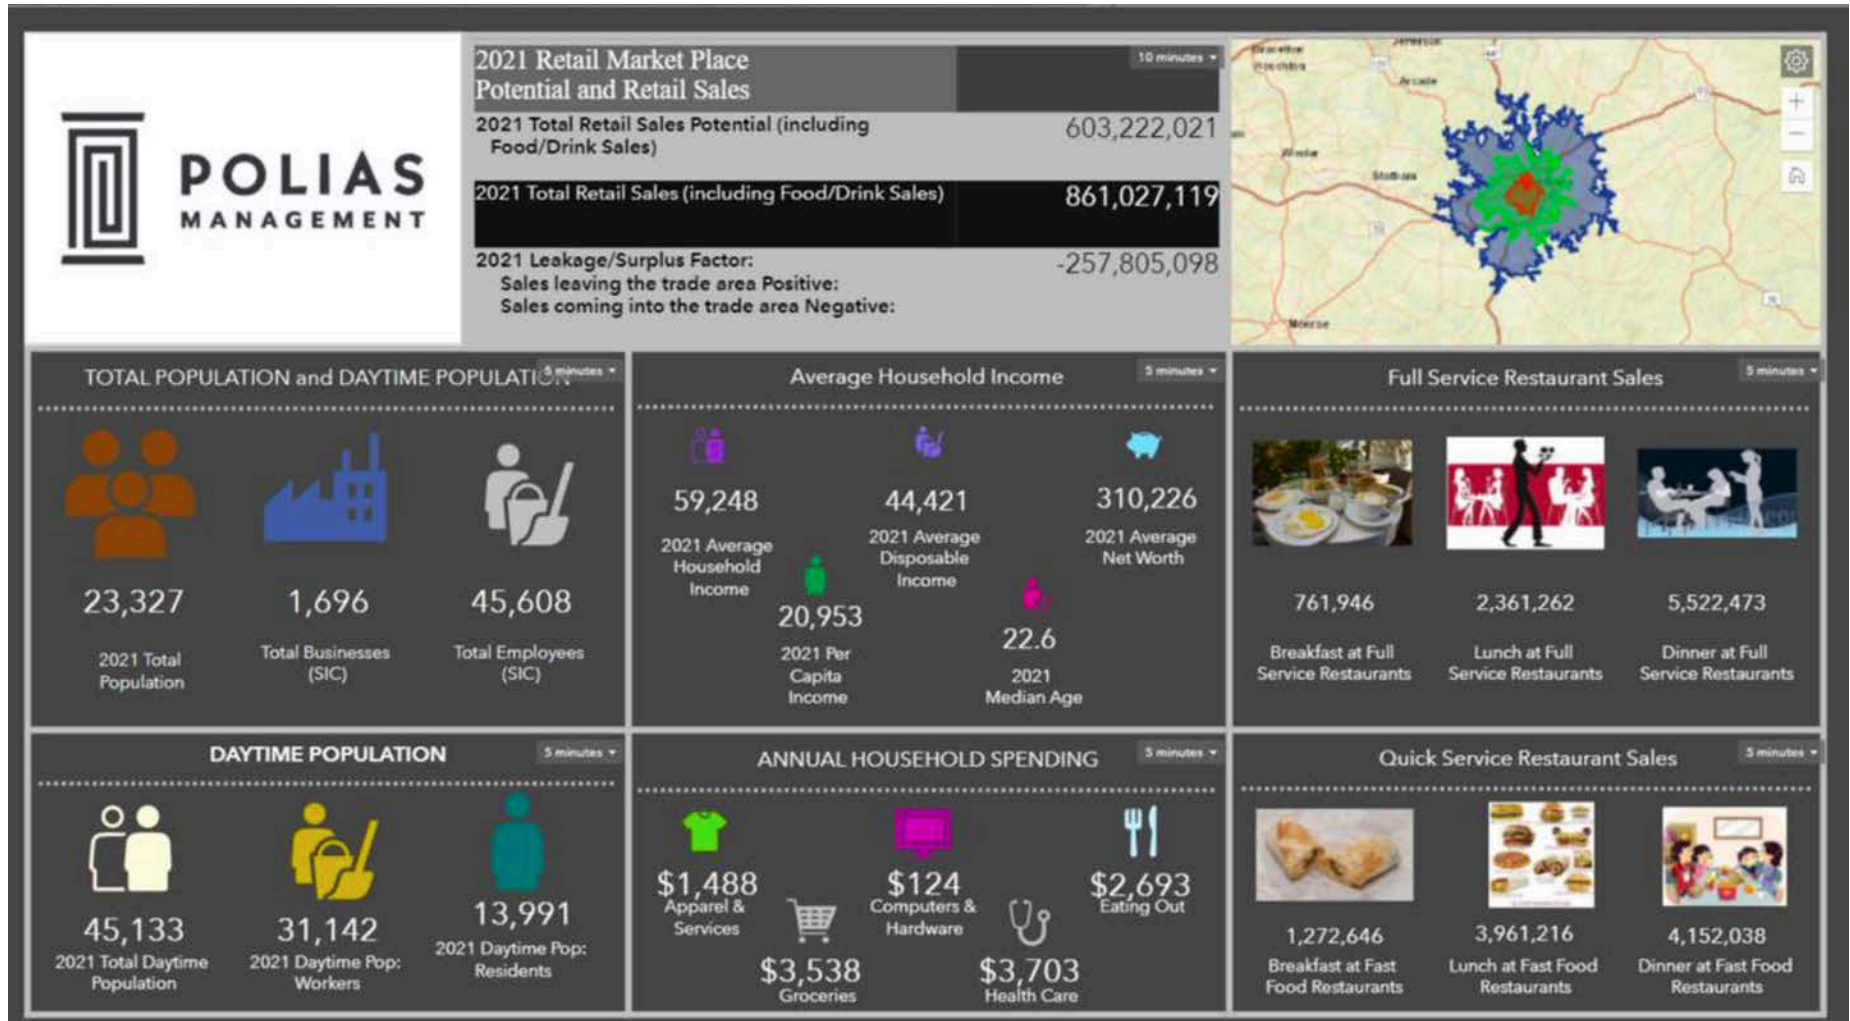 POLIAS
MANAGEMENT
2021 Retail Market Place
Potential and Retail Sales
10 minutes
2021 Total Retail Sales Potential (including
Food/Drink Sales)
603,222,021
2021 Total Retail Sales (including Food/Drink Sales)
861,027,119
2021 Leakage/Surplus Factor:
-257,805,098
Sales leaving the trade area Positive:
Sales coming into the trade area Negative:
Jefferson
Arcade
Winder
Statham
Monroe
TOTAL POPULATION and DAYTIME POPULATION
5 minutes
23,327
2021 Total
Population
1,696
Total Businesses
(SIC)
45,608
Total Employees
(SIC)
Average Household Income
5 minutes
59,248
2021 Average
Household
Income
44,421
2021 Average
Disposable
Income
310,226
2021 Average
Net Worth
20,953
2021 Per
Capita
Income
22.6
2021
Median Age
Full Service Restaurant Sales
5 minutes
761,946
Breakfast at Full
Service Restaurants
2,361,262
Lunch at Full
Service Restaurants
5,522,473
Dinner at Full
Service Restaurants
DAYTIME POPULATION
5 minutes
45,133
2021 Total Daytime
Population
31,142
2021 Daytime Pop:
Workers
13,991
2021 Daytime Pop:
Residents
ANNUAL HOUSEHOLD SPENDING
5 minutes
$1,488
Apparel &
Services
$124
Computers &
Hardware
$2,693
Eating Out
$3,538
Groceries
$3,703
Health Care
Quick Service Restaurant Sales
5 minutes
1,272,646
Breakfast at Fast
Food Restaurants
3,961,216
Lunch at Fast Food
Restaurants
4,152,038
Dinner at Fast Food
Restaurants